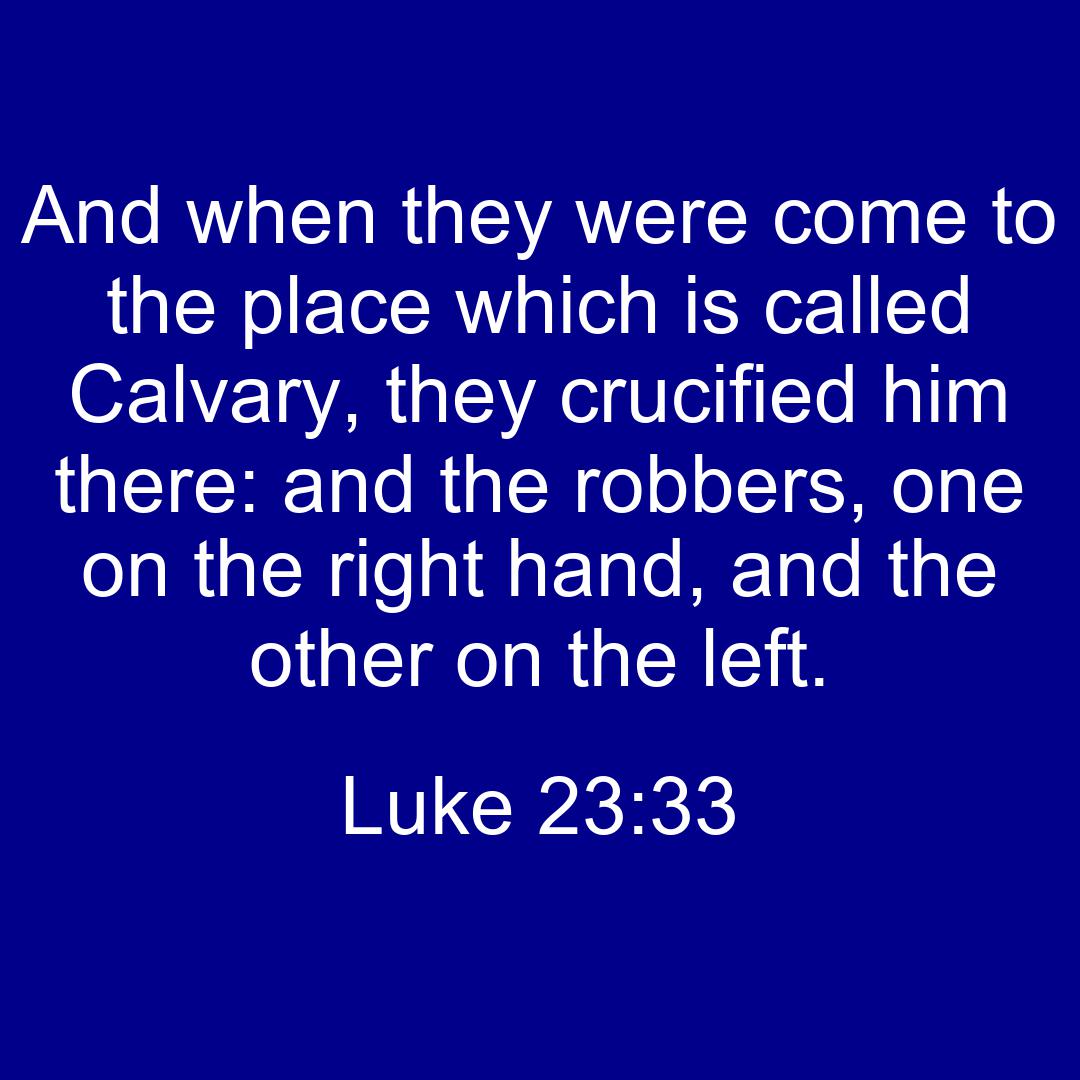 And when they were come to
the place which is called
Calvary, they crucified him
there: and the robbers, one
on the right hand, and the
other on the left.
Luke 23:33